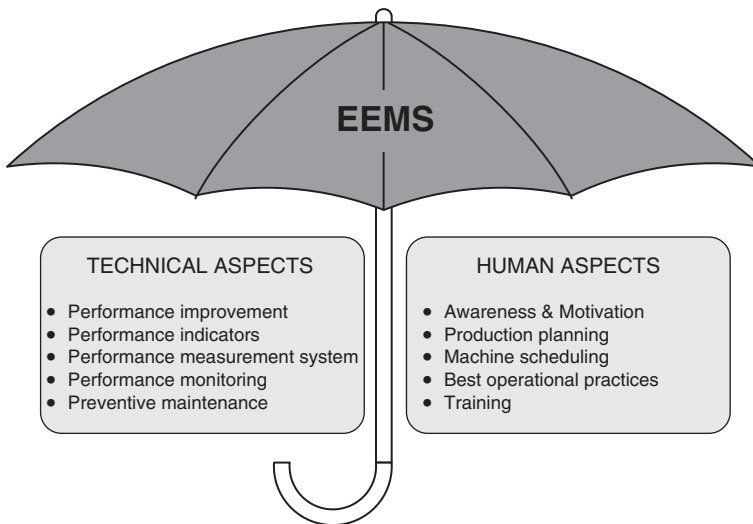 EEMS
TECHNICAL ASPECTS
• Performance improvement
• Performance indicators
• Performance measurement system
• Performance monitoring
• Preventive maintenance
HUMAN ASPECTS
• Awareness & Motivation
• Production planning
• Machine scheduling
• Best operational practices
• Training